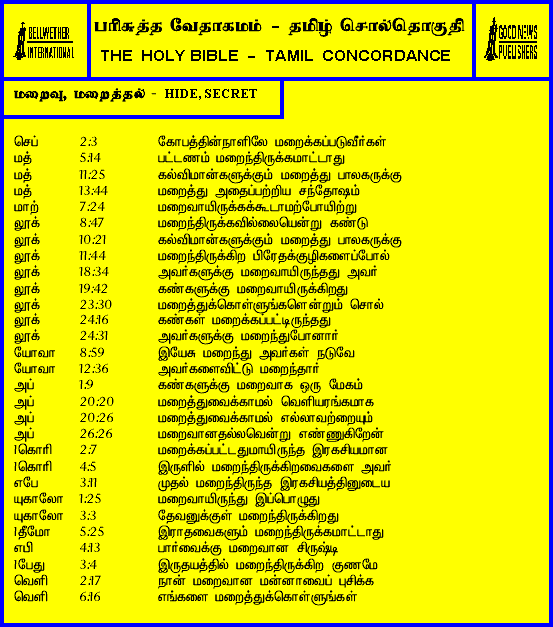 BELLWETHER INTERNATIONAL
பரிசுத்த வேதாகமம் - தமிழ் சொல்தொகுதி
THE HOLY BIBLE - TAMIL CONCORDANCE
GOOD NEWS PUBLISHERS
மறைவு, மறைத்தல் - HIDE, SECRET
செப் 2:3 கோபத்தின்நாளிலே மறைக்கப்படுவீர்கள்
மத் 5:14 பட்டணம் மறைந்திருக்கமாட்டாது
மத் 11:25 கல்விமான்களுக்கும் மறைத்து பாலகருக்கு
மத் 13:44 மறைத்து அதைப்பற்றிய சந்தோஷம்
மாற் 7:24 மறைவாயிருக்கக்கூடாமற்போயிற்று
லூக் 8:47 மறைந்திருக்கவில்லையென்று கண்டு
லூக் 10:21 கல்விமான்களுக்கும் மறைத்து பாலகருக்கு
லூக் 11:44 மறைந்திருக்கிற பிரேதக்குழிகளைப்போல்
லூக் 18:34 அவர்களுக்கு மறைவாயிருந்தது அவர்
லூக் 19:42 கண்களுக்கு மறைவாயிருக்கிறது
லூக் 23:30 மறைத்துக்கொள்ளுங்களென்றும் சொல்
லூக் 24:16 கண்கள் மறைக்கப்பட்டிருந்தது
லூக் 24:31 அவர்களுக்கு மறைந்துபோனார்
யோவா 8:59 இயேசு மறைந்து அவர்கள் நடுவே
யோவா 12:36 அவர்களைவிட்டு மறைந்தார்
அப் 1:9 கண்களுக்கு மறைவாக ஒரு மேகம்
அப் 20:20 மறைத்துவைக்காமல் வெளியரங்கமாக
அப் 20:26 மறைத்துவைக்காமல் எல்லாவற்றையும்
அப் 26:26 மறைவானதல்லவென்று எண்ணுகிறேன்
1கொரி 2:7 மறைக்கப்பட்டதுமாயிருந்த இரகசியமான
1கொரி 4:5 இருளில் மறைந்திருக்கிறவைகளை அவர்
எபே 3:11 முதல் மறைந்திருந்த இரகசியத்தினுடைய
யுகாலோ 1:25 மறைவாயிருந்து இப்பொழுது
யுகாலோ 3:3 தேவனுக்குள் மறைந்திருக்கிறது
1தீமோ 5:25 இராதவைகளும் மறைந்திருக்கமாட்டாது
எபி 4:13 பார்வைக்கு மறைவான சிருஷ்டி
1பேது 3:4 இருதயத்தில் மறைந்திருக்கிற குணமே
வெளி 2:17 நான் மறைவான மன்னாவைப் புசிக்க
வெளி 6:16 எங்களை மறைத்துக்கொள்ளுங்கள்